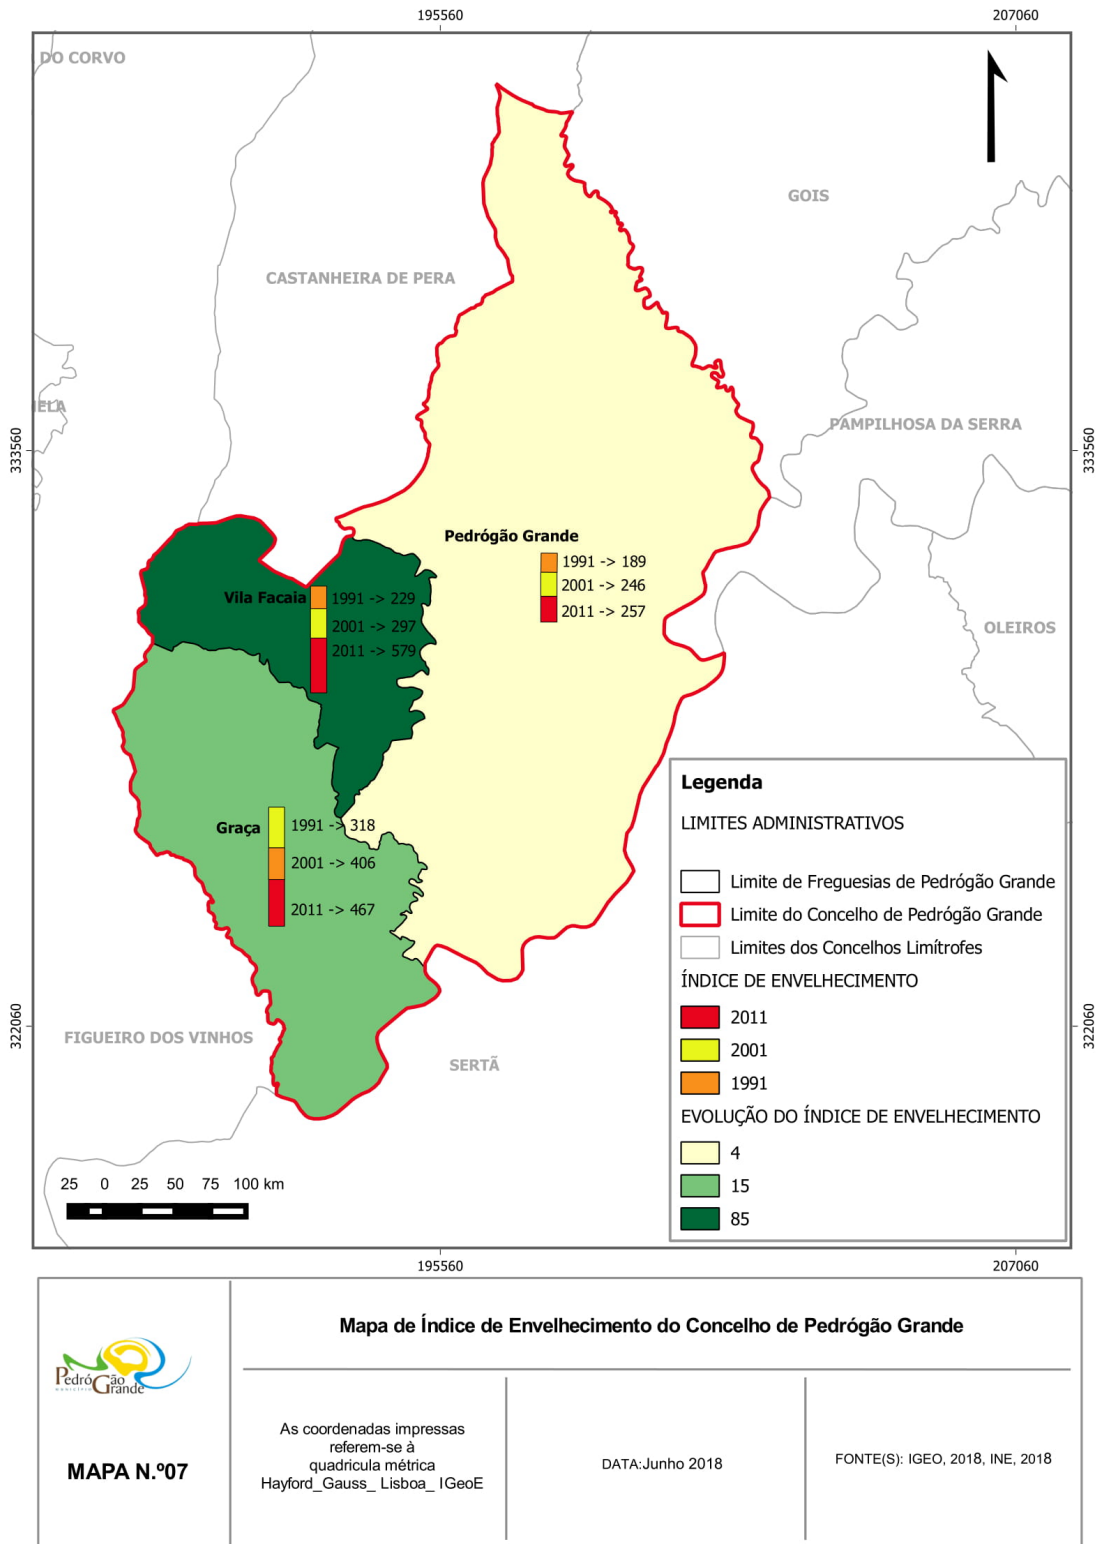 195560
207060
DO CORVO
GOIS
CASTANHEIRA DE PERA
PAMPILHOSA DA SERRA
333560
333560
Pedrógão Grande
1991 -> 189
2001 -> 246
2011 -> 257
Vila Facaia
1991 -> 229
2001 -> 297
2011 -> 579
OLEIROS
Graça
1991 -> 318
2001 -> 406
2011 -> 467
322060
322060
FIGUEIRO DOS VINHOS
SERTÃ
Legenda
LIMITES ADMINISTRATIVOS
Limite de Freguesias de Pedrógão Grande
Limite do Concelho de Pedrógão Grande
Limites dos Concelhos Limítrofes
ÍNDICE DE ENVELHECIMENTO
2011
2001
1991
EVOLUÇÃO DO ÍNDICE DE ENVELHECIMENTO
4
15
85
25 0 25 50 75 100 km
195560
207060
Mapa de Índice de Envelhecimento do Concelho de Pedrógão Grande
Pedrógão
Grande
MUNICÍPIO
MAPA N.º07
As coordenadas impressas
referem-se à
quadricula métrica
Hayford_Gauss_ Lisboa_ IGeoE
DATA:Junho 2018
FONTE(S): IGEO, 2018, INE, 2018